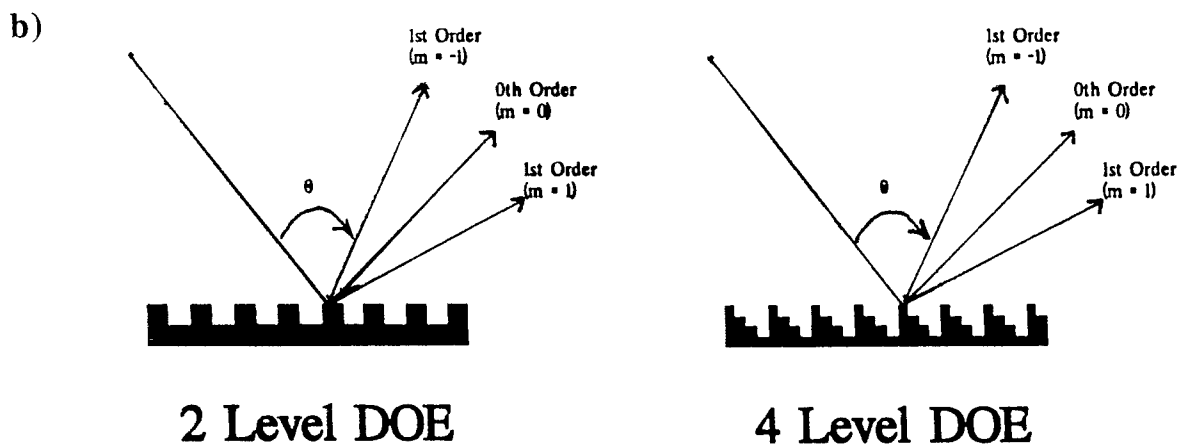 b)
1st Order
(m = -1)
0th Order
(m = 0)
1st Order
(m = 1)
θ
2 Level DOE
1st Order
(m = -1)
0th Order
(m = 0)
1st Order
(m = 1)
θ
4 Level DOE